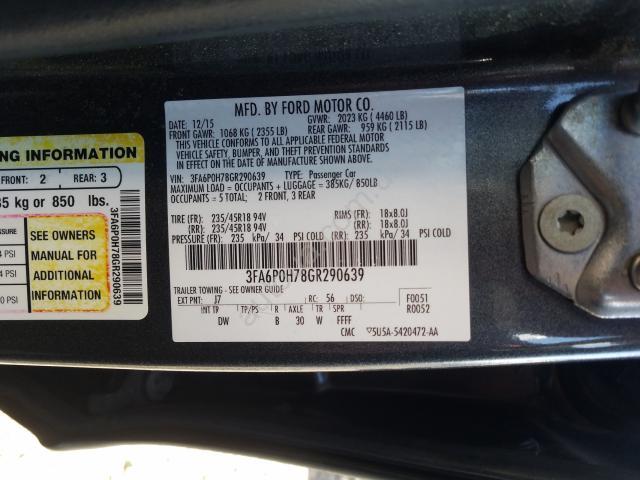 MFD. BY FORD MOTOR CO.
DATE: 12/15 GVWR: 2023 KG ( 4460 LB)
FRONT GAWR: 1068 KG ( 2355 LB) REAR GAWR: 959 KG ( 2115 LB)
THIS VEHICLE CONFORMS TO ALL APPLICABLE FEDERAL MOTOR
VEHICLE SAFETY, BUMPER, AND THEFT PREVENTION STANDARDS
IN EFFECT ON THE DATE OF MANUFACTURE SHOWN ABOVE.
VIN: 3FA6P0H78GR290639 TYPE: Passenger Car
MAXIMUM LOAD = OCCUPANTS + LUGGAGE = 385KG/ 850LB
OCCUPANTS = 5 TOTAL; 2 FRONT, 3 REAR
TIRE (FR): 235/45R18 94V RIMS (FR): 18x8.0J
(RR): 235/45R18 94V (RR): 18x8.0J
PRESSURE (FR): 235 kPa/ 34 PSI COLD (RR): 235 kPa/ 34 PSI COLD
3FA6P0H78GR290639
TRAILER TOWING - SEE OWNER GUIDE
EXT PNT: J7 RC: 56 DSO: F0051
INT TR TP/PS R AXLE TR SPR R0052
DW B 30 W FFFF
CMC ▽5U5A-5420472-AA
NG INFORMATION
FRONT: 2 REAR: 3
85 kg or 850 lbs.
SEE OWNERS
MANUAL FOR
ADDITIONAL
INFORMATION
3FA6P0H78GR290639
PSI
PSI
PSI